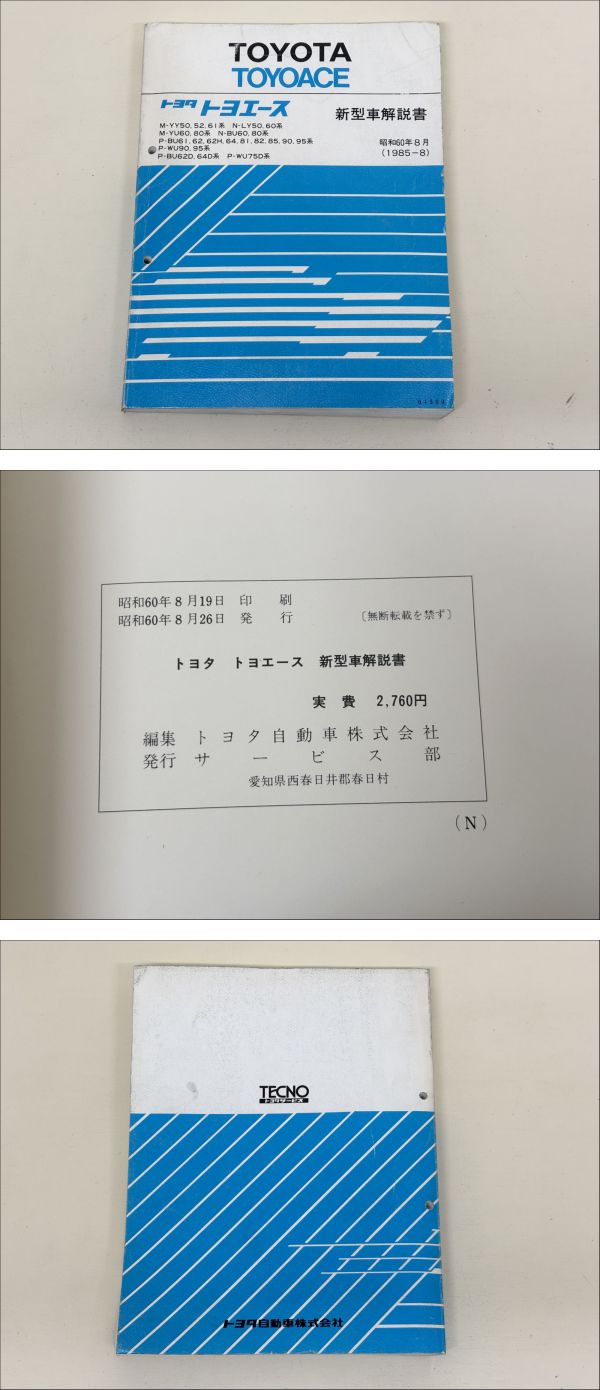 TOYOTA
TOYOACE
トヨタ トヨエース 新型車解説書
M-YY50, 52, 61系 N-LY50, 60系
M-YU60, 80系 N-BU60, 80系
P-BU61, 62, 62H, 64, 81, 82, 85, 90, 95系
P-WU90, 95系
P-BU62D, 64D系 P-WU75D系
昭和60年8月
(1985-8)
昭和60年8月19日 印 刷
昭和60年8月26日 発 行 〔無断転載を禁ず〕
トヨタ トヨエース 新型車解説書
実 費 2,760円
編集 トヨタ自動車株式会社
発行 サービス部
愛知県西春日井郡春日村
(N)
TECNO
トヨタサービス
トヨタ自動車株式会社